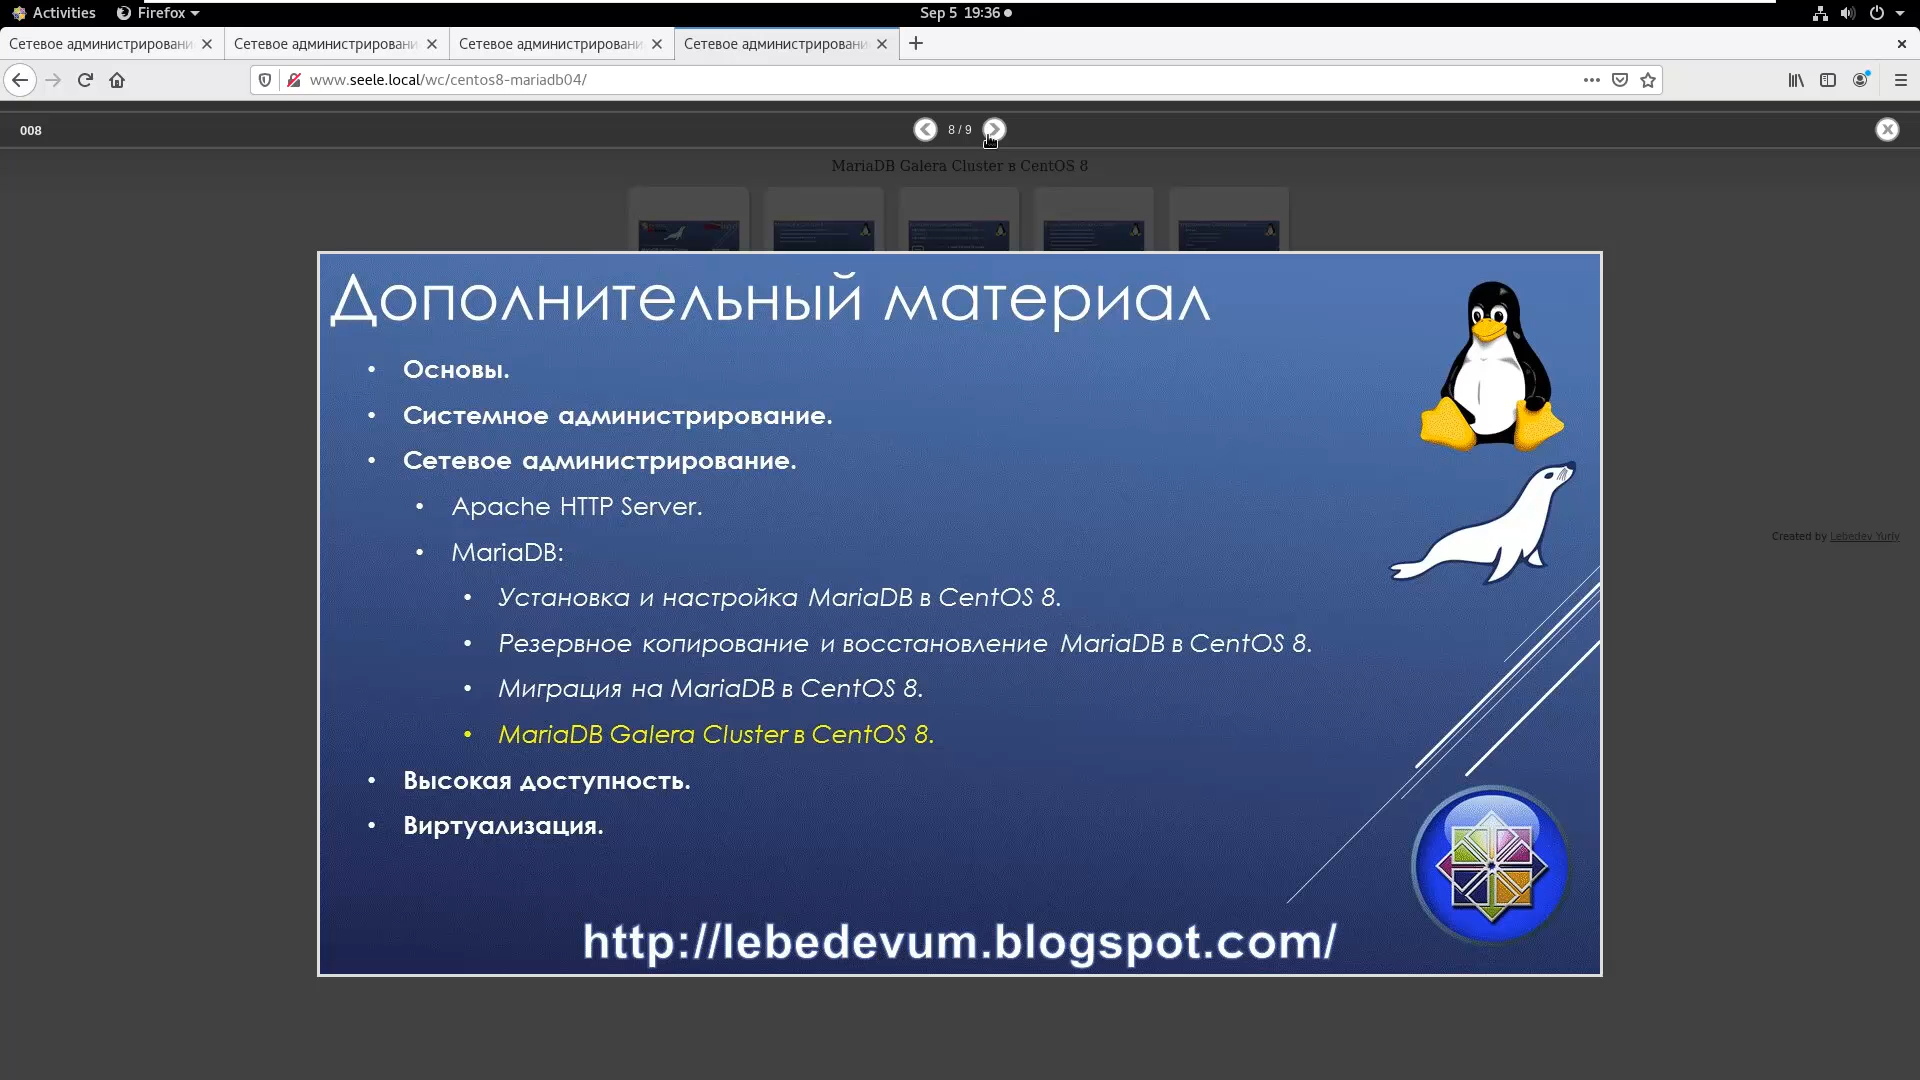 Activities Firefox Sep 5 19:36
Сетевое администрировани Сетевое администрировани Сетевое администрировани Сетевое администрировани
www.seele.local/wc/centos8-mariadb04/
008 8 / 9
MariaDB Galera Cluster в CentOS 8
Дополнительный материал
• Основы.
• Системное администрирование.
• Сетевое администрирование.
• Apache HTTP Server.
• MariaDB:
• Установка и настройка MariaDB в CentOS 8.
• Резервное копирование и восстановление MariaDB в CentOS 8.
• Миграция на MariaDB в CentOS 8.
• MariaDB Galera Cluster в CentOS 8.
• Высокая доступность.
• Виртуализация.
http://lebedevum.blogspot.com/
Created by Lebedev Yuriy